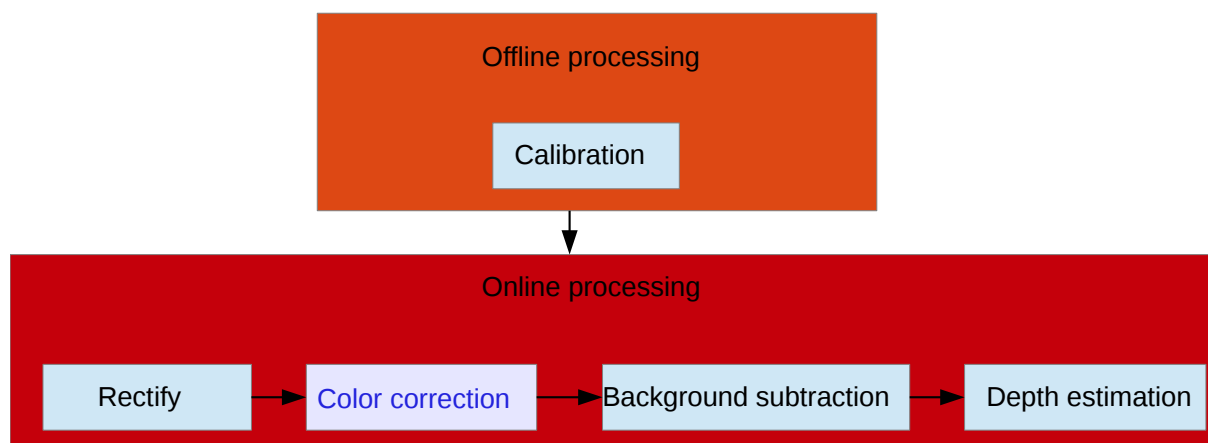 Offline processing
Calibration
Online processing
Rectify
Color correction
Background subtraction
Depth estimation